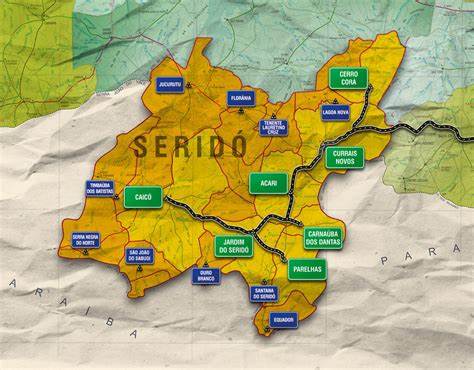 CERRO
CORÁ
JUCURUTU
FLORÂNIA
LAGOA NOVA
TENENTE
LAURETINO
CRUZ
SERIDÓ
CURRAIS
NOVOS
ACARI
TIMBAÚBA
DOS BATISTAS
CAICÓ
CARNAÚBA
DOS DANTAS
SERRA NEGRA
DO NORTE
JARDIM
DO SERIDÓ
SÃO JOÃO
DO SABUGI
PARELHAS
OURO
BRANCO
SANTANA
DO SERIDÓ
EQUADOR
PARA
ARAIBA